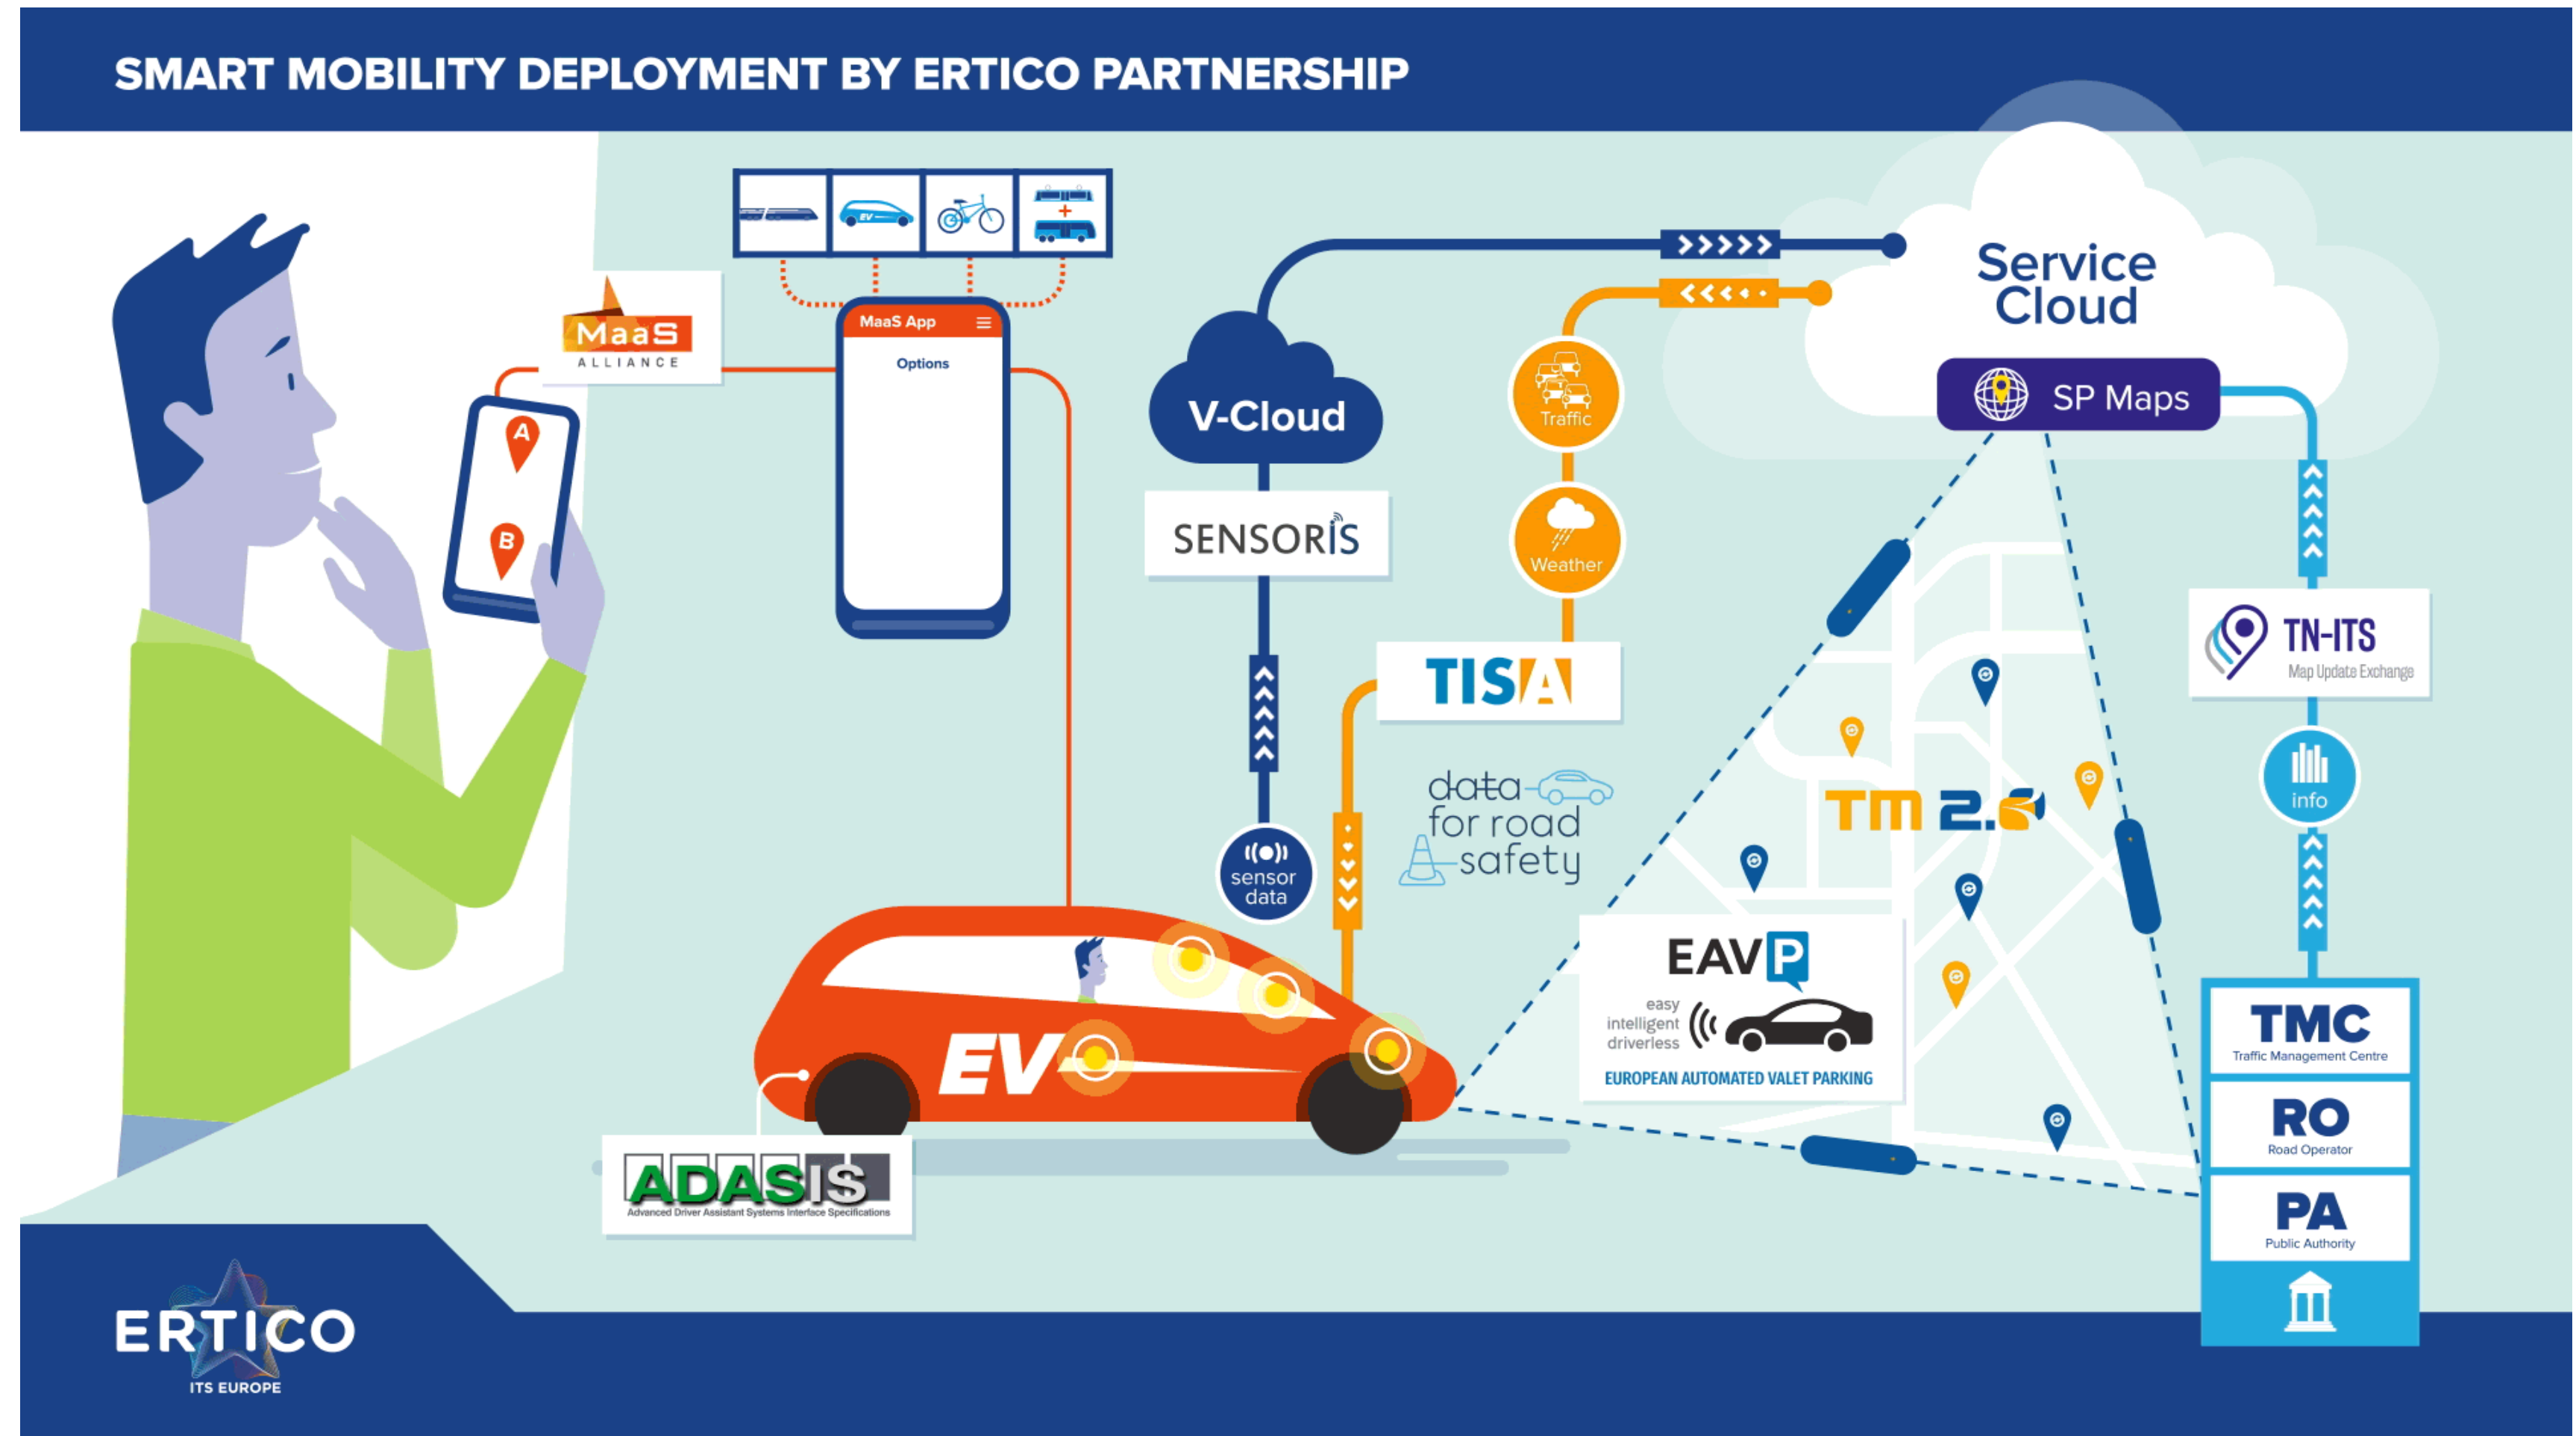 SMART MOBILITY DEPLOYMENT BY ERTICO PARTNERSHIP
EV
MaaS
ALLIANCE
MaaS App
Options
A
B
V-Cloud
SENSORIS
sensor
data
Traffic
Weather
TISA
data
for road
safety
Service
Cloud
SP Maps
TM 2.0
TN-ITS
Map Update Exchange
info
EAVP
easy
intelligent
driverless
EUROPEAN AUTOMATED VALET PARKING
TMC
Traffic Management Centre
RO
Road Operator
PA
Public Authority
EV
ADASIS
Advanced Driver Assistant Systems Interface Specifications
ERTICO
ITS EUROPE